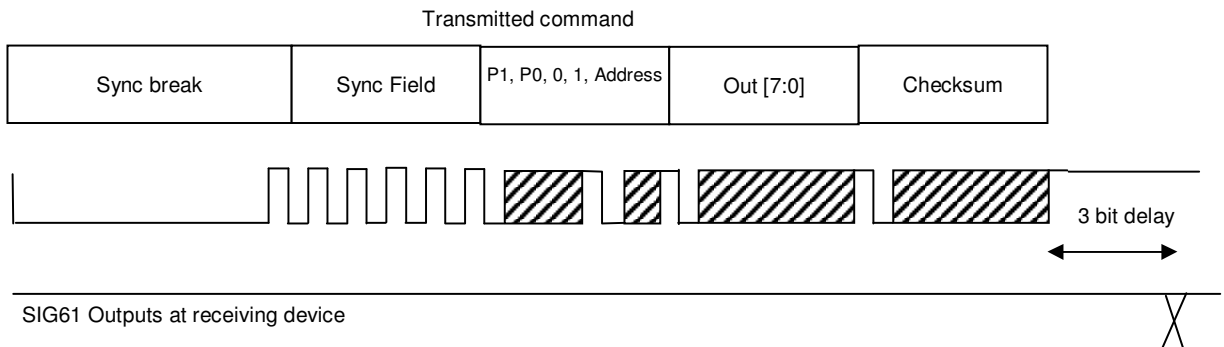 Transmitted command
Sync break
Sync Field
P1, P0, 0, 1, Address
Out [7:0]
Checksum
3 bit delay
SIG61 Outputs at receiving device